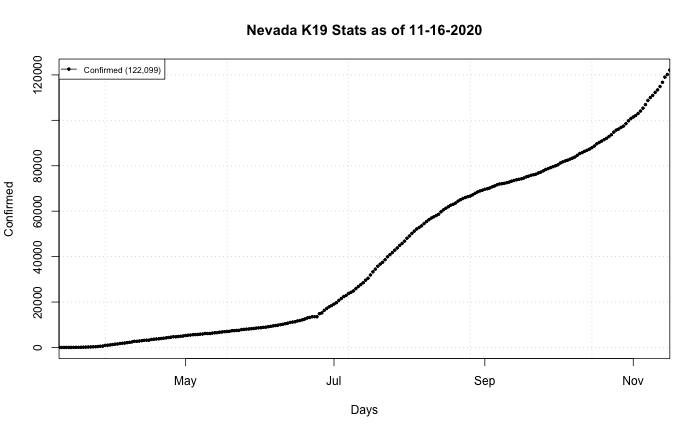 Nevada K19 Stats as of 11-16-2020
Confirmed (122,099)
120000
80000
60000
40000
20000
0
Confirmed
May
Jul
Sep
Nov
Days